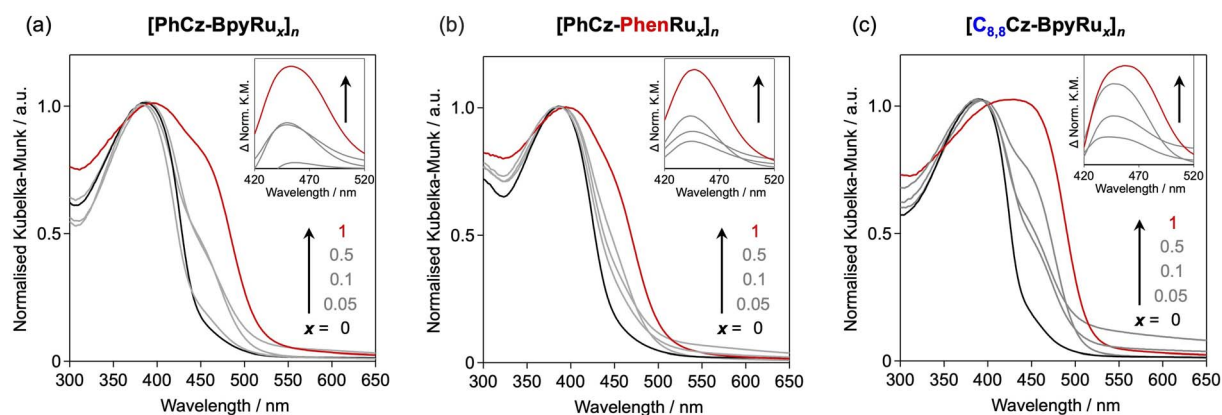 (a)
[PhCz-BpyRuₓ]ₙ
Normalised Kubelka-Munk / a.u.
1.0
0.5
0
300 350 400 450 500 550 600 650
Wavelength / nm
Δ Norm. K.M.
420 470 520
Wavelength / nm
1
0.5
0.1
0.05
x = 0
(b)
[PhCz-PhenRuₓ]ₙ
Normalised Kubelka-Munk / a.u.
1.0
0.5
0
300 350 400 450 500 550 600 650
Wavelength / nm
Δ Norm. K.M.
420 470 520
Wavelength / nm
1
0.5
0.1
0.05
x = 0
(c)
[C₈,₈Cz-BpyRuₓ]ₙ
Normalised Kubelka-Munk / a.u.
1.0
0.5
0
300 350 400 450 500 550 600 650
Wavelength / nm
Δ Norm. K.M.
420 470 520
Wavelength / nm
1
0.5
0.1
0.05
x = 0